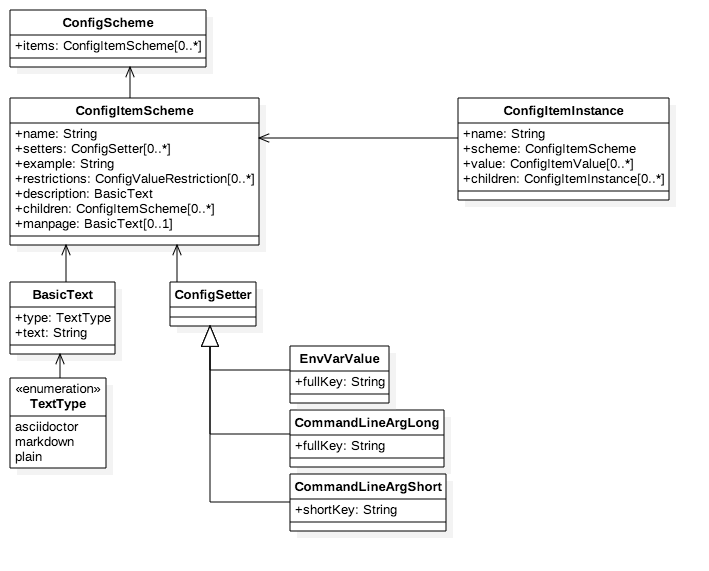 ConfigScheme
+items: ConfigItemScheme[0..*]
ConfigItemScheme
+name: String
+setters: ConfigSetter[0..*]
+example: String
+restrictions: ConfigValueRestriction[0..*]
+description: BasicText
+children: ConfigItemScheme[0..*]
+manpage: BasicText[0..1]
ConfigItemInstance
+name: String
+scheme: ConfigItemScheme
+value: ConfigItemValue[0..*]
+children: ConfigItemInstance[0..*]
BasicText
+type: TextType
+text: String
ConfigSetter
«enumeration»
TextType
asciidoctor
markdown
plain
EnvVarValue
+fullKey: String
CommandLineArgLong
+fullKey: String
CommandLineArgShort
+shortKey: String